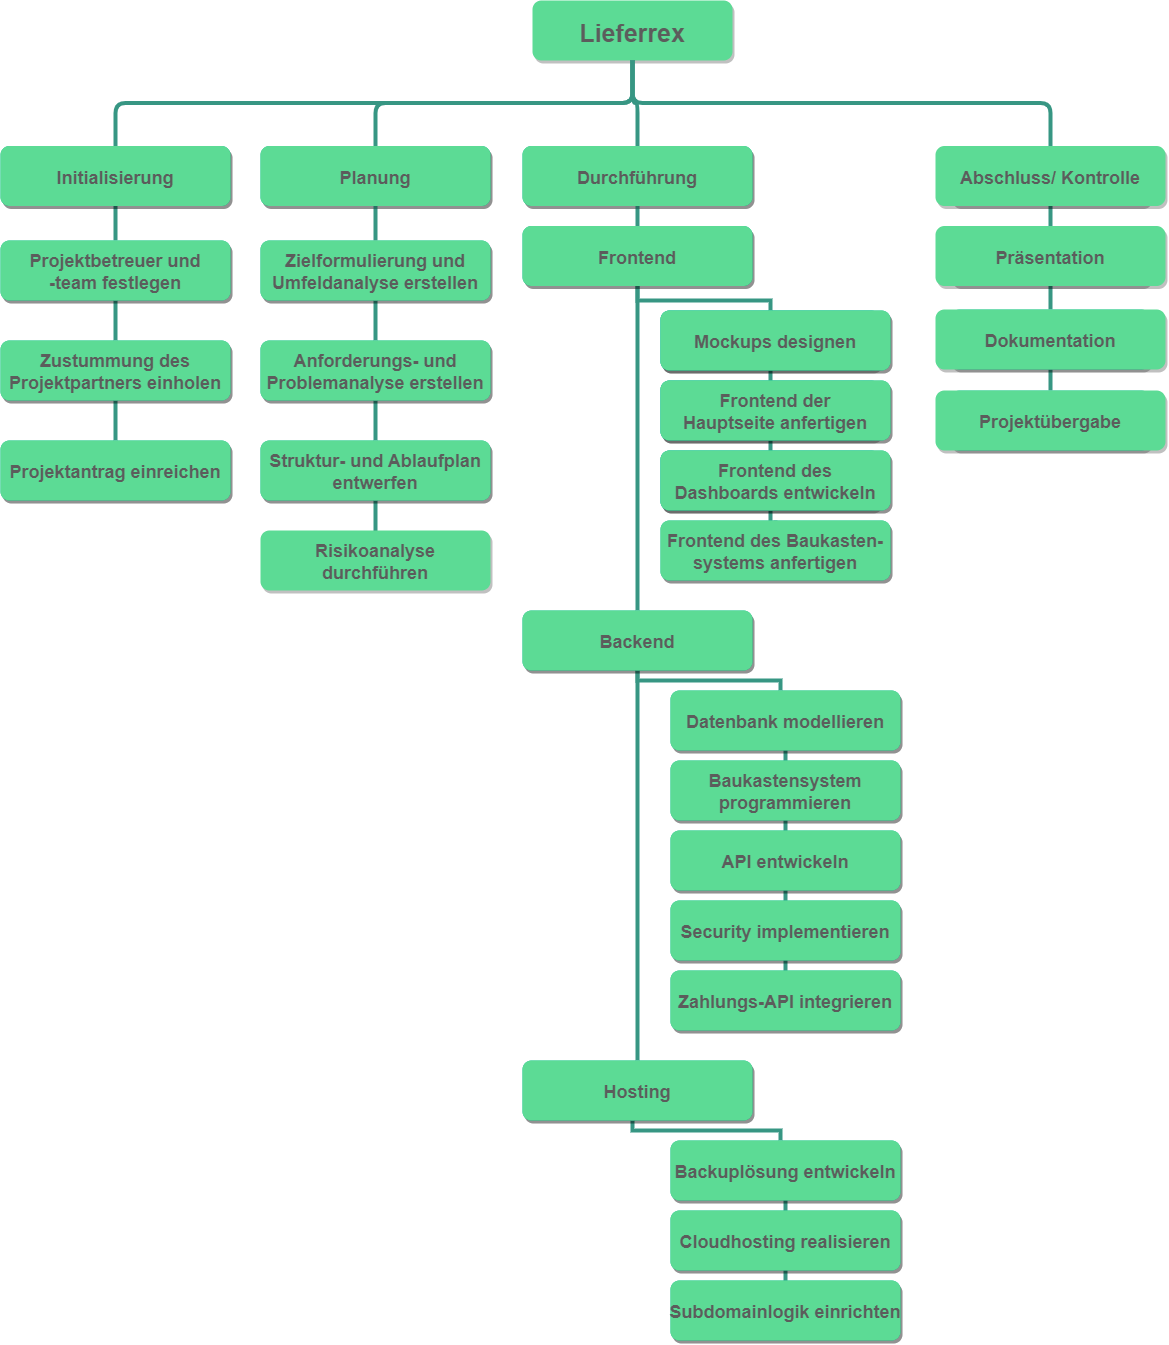 Lieferrex
Initialisierung
Projektbetreuer und
-team festlegen
Zustummung des
Projektpartners einholen
Projektantrag einreichen
Planung
Zielformulierung und
Umfeldanalyse erstellen
Anforderungs- und
Problemanalyse erstellen
Struktur- und Ablaufplan
entwerfen
Risikoanalyse
durchführen
Durchführung
Frontend
Mockups designen
Frontend der
Hauptseite anfertigen
Frontend des
Dashboards entwickeln
Frontend des Baukasten-
systems anfertigen
Backend
Datenbank modellieren
Baukastensystem
programmieren
API entwickeln
Security implementieren
Zahlungs-API integrieren
Hosting
Backuplösung entwickeln
Cloudhosting realisieren
Subdomainlogik einrichten
Abschluss/ Kontrolle
Präsentation
Dokumentation
Projektübergabe